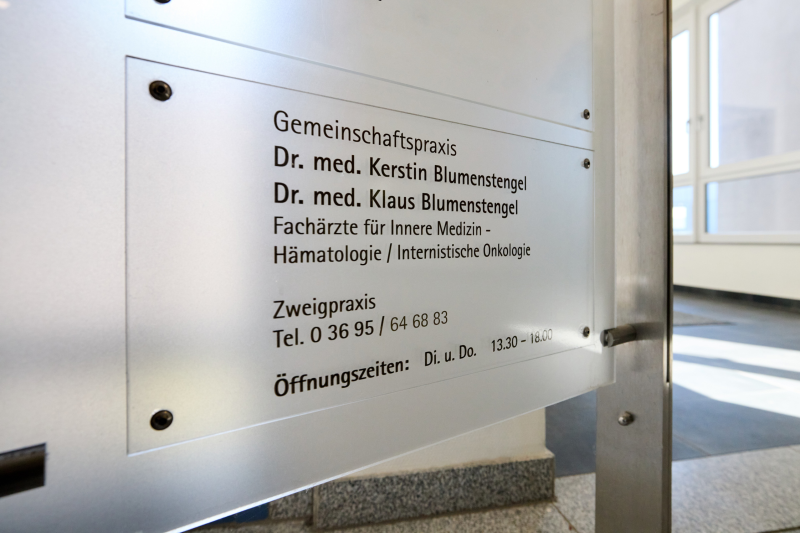 Gemeinschaftspraxis
Dr. med. Kerstin Blumenstengel
Dr. med. Klaus Blumenstengel
Fachärzte für Innere Medizin -
Hämatologie / Internistische Onkologie
Zweigpraxis
Tel. 0 36 95 / 64 68 83
Öffnungszeiten: Di. u. Do. 13.30 – 18.00